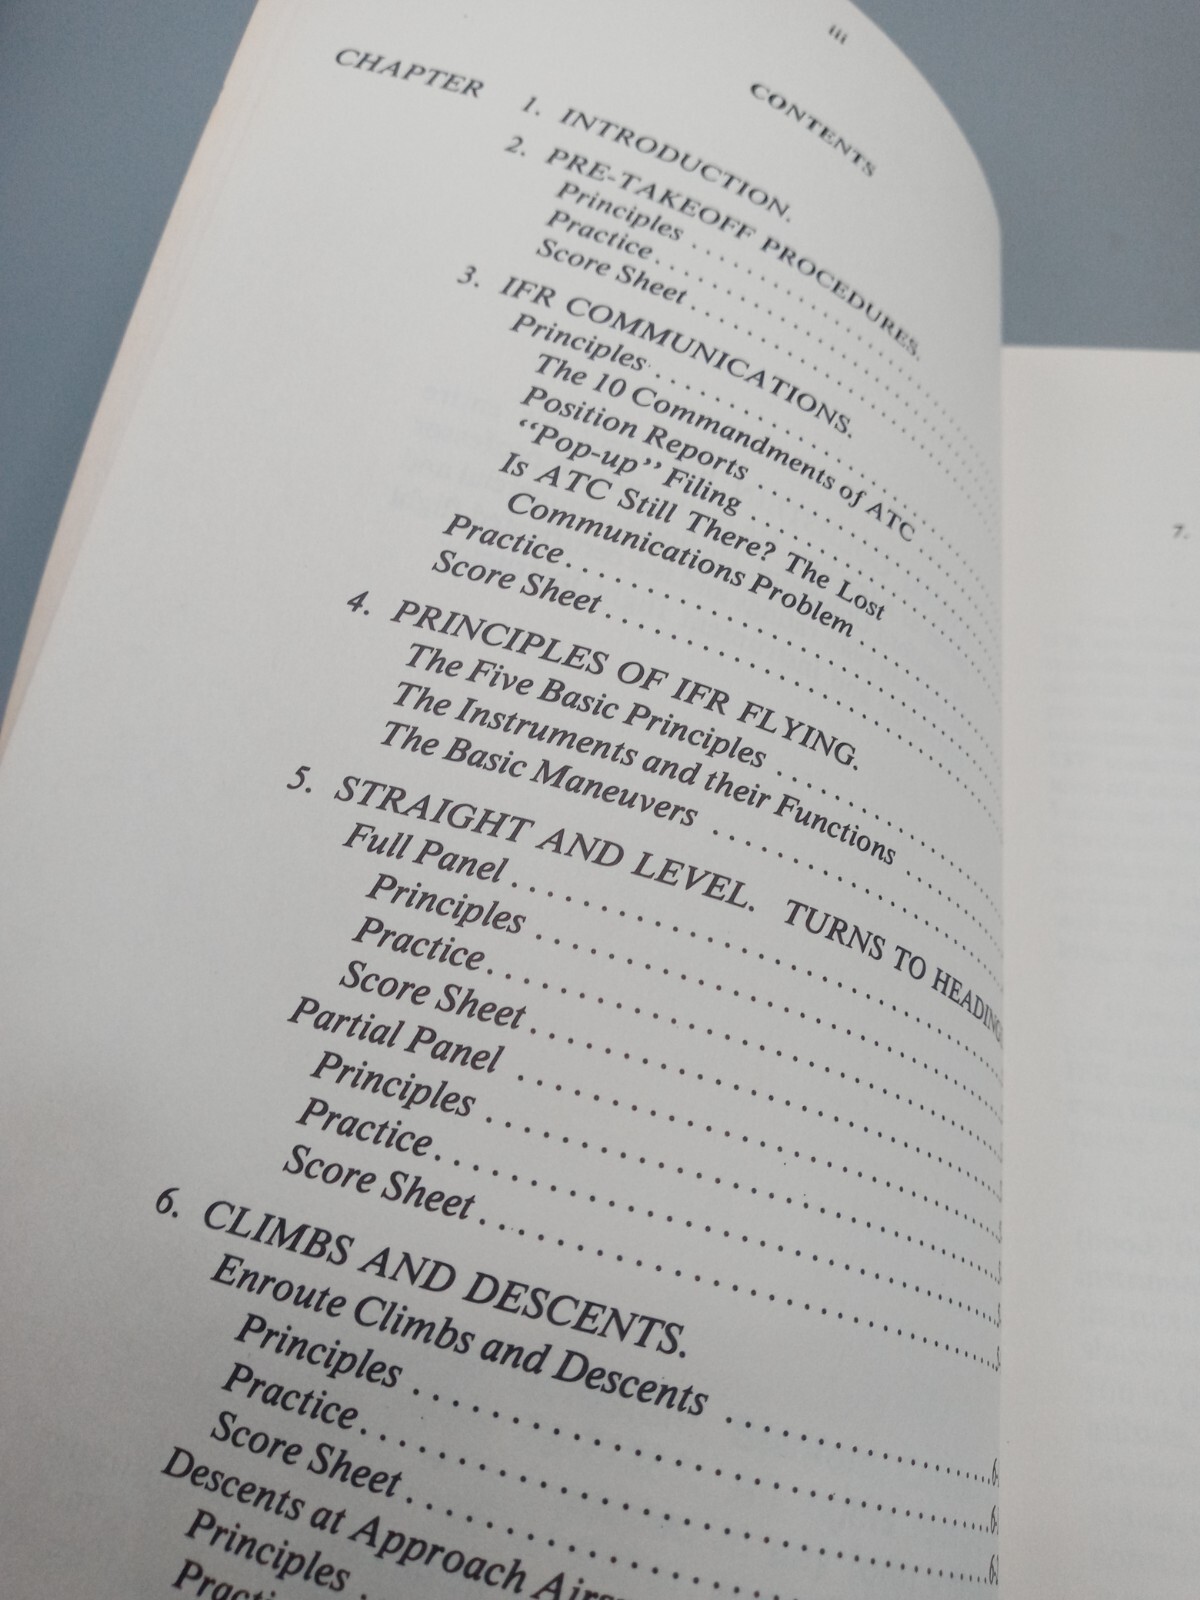 iii
CONTENTS
CHAPTER
1. INTRODUCTION.
2. PRE-TAKEOFF PROCEDURES.
Principles
Practice
Score Sheet
3. IFR COMMUNICATIONS.
Principles
The 10 Commandments of ATC
Position Reports
“Pop-up” Filing
Is ATC Still There? The Lost
Communications Problem
Practice
Score Sheet
4. PRINCIPLES OF IFR FLYING.
The Five Basic Principles
The Instruments and their Functions
The Basic Maneuvers
5. STRAIGHT AND LEVEL. TURNS TO HEADING
Full Panel
Principles
Practice
Score Sheet
Partial Panel
Principles
Practice
Score Sheet
6. CLIMBS AND DESCENTS.
Enroute Climbs and Descents
Principles
Practice
Score Sheet
Descents at Approach
Principles
7.